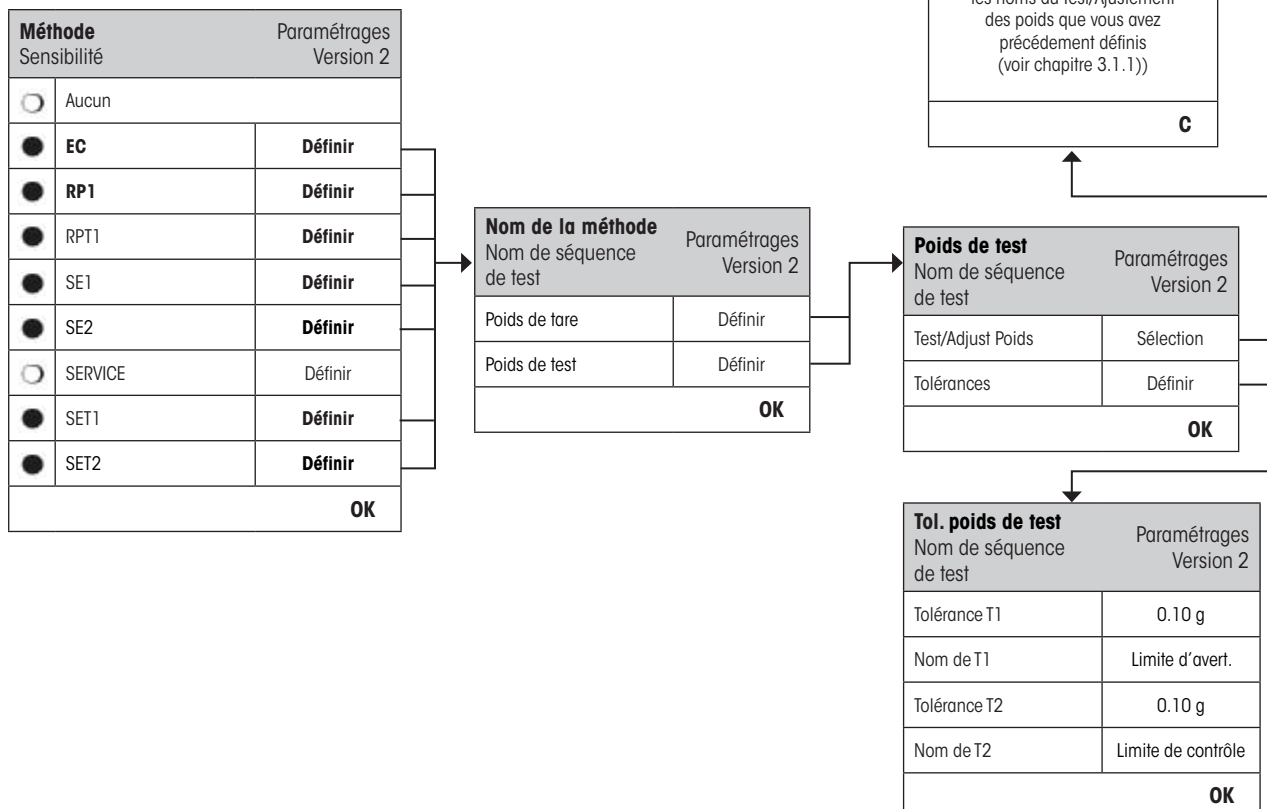 Méthode
Sensibilité
Paramétrages
Version 2
Aucun
EC Définir
RP1 Définir
RPT1 Définir
SE1 Définir
SE2 Définir
SERVICE Définir
SET1 Définir
SET2 Définir
OK
Nom de la méthode
Nom de séquence
de test
Paramétrages
Version 2
Poids de tare Définir
Poids de test Définir
OK
les noms du Test/Ajustement
des poids que vous avez
précédement définis
(voir chapitre 3.1.1))
C
Poids de test
Nom de séquence
de test
Paramétrages
Version 2
Test/Adjust Poids Sélection
Tolérances Définir
OK
Tol. poids de test
Nom de séquence
de test
Paramétrages
Version 2
Tolérance T1 0.10 g
Nom de T1 Limite d'avert.
Tolérance T2 0.10 g
Nom de T2 Limite de contrôle
OK